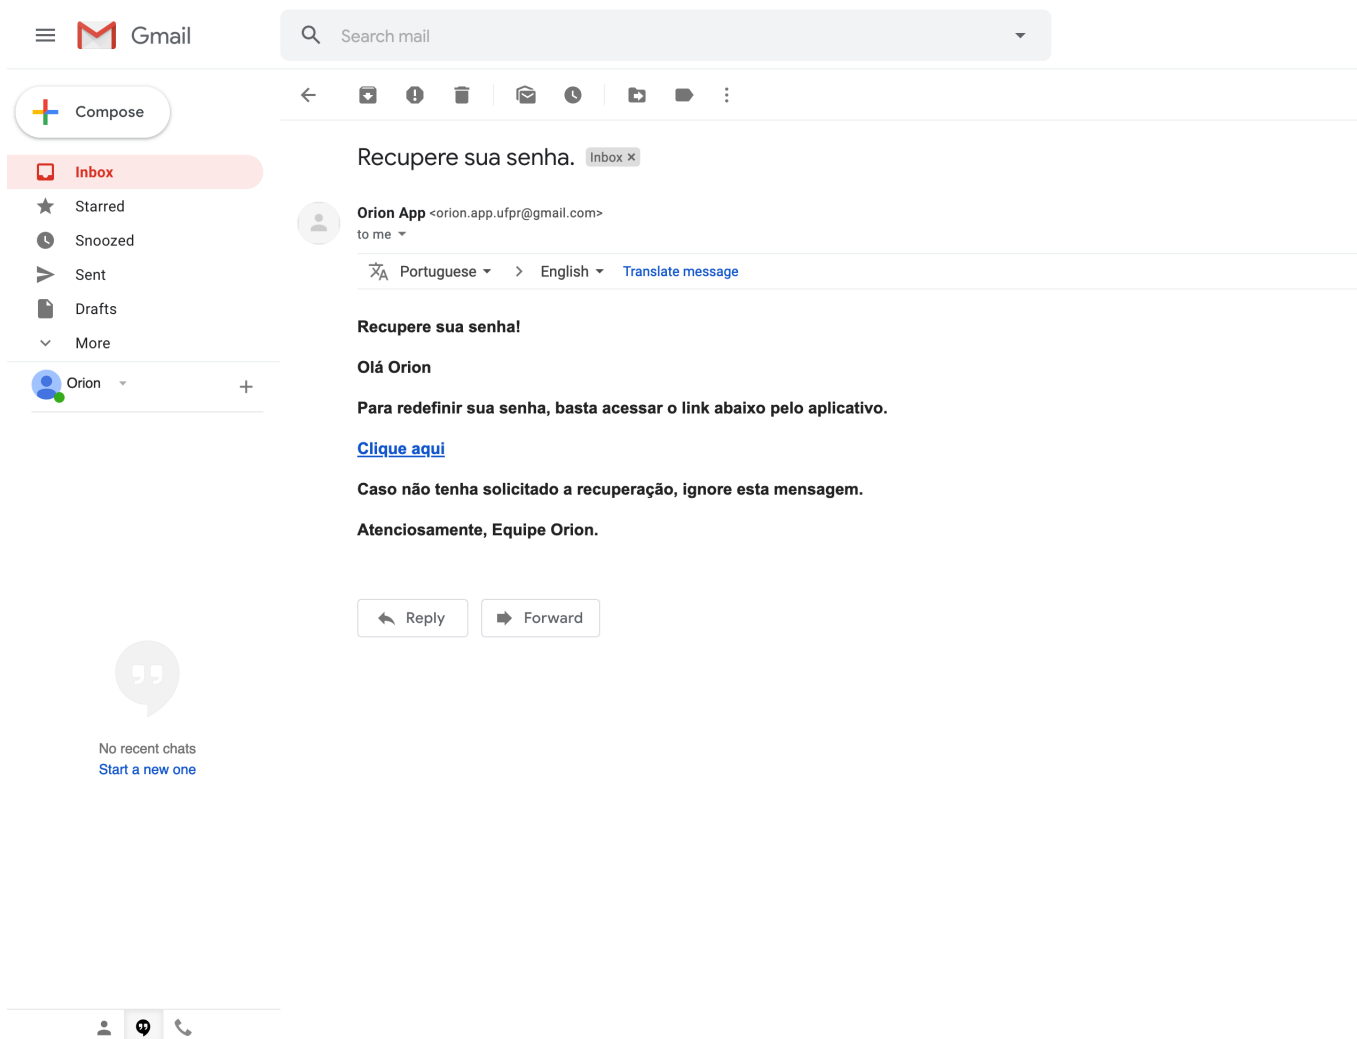 Gmail
Search mail
Compose
Inbox
Starred
Snoozed
Sent
Drafts
More
Orion
No recent chats
Start a new one
Recupere sua senha. Inbox ×
Orion App <orion.app.ufpr@gmail.com>
to me
Portuguese > English Translate message
Recupere sua senha!
Olá Orion
Para redefinir sua senha, basta acessar o link abaixo pelo aplicativo.
Clique aqui
Caso não tenha solicitado a recuperação, ignore esta mensagem.
Atenciosamente, Equipe Orion.
Reply Forward